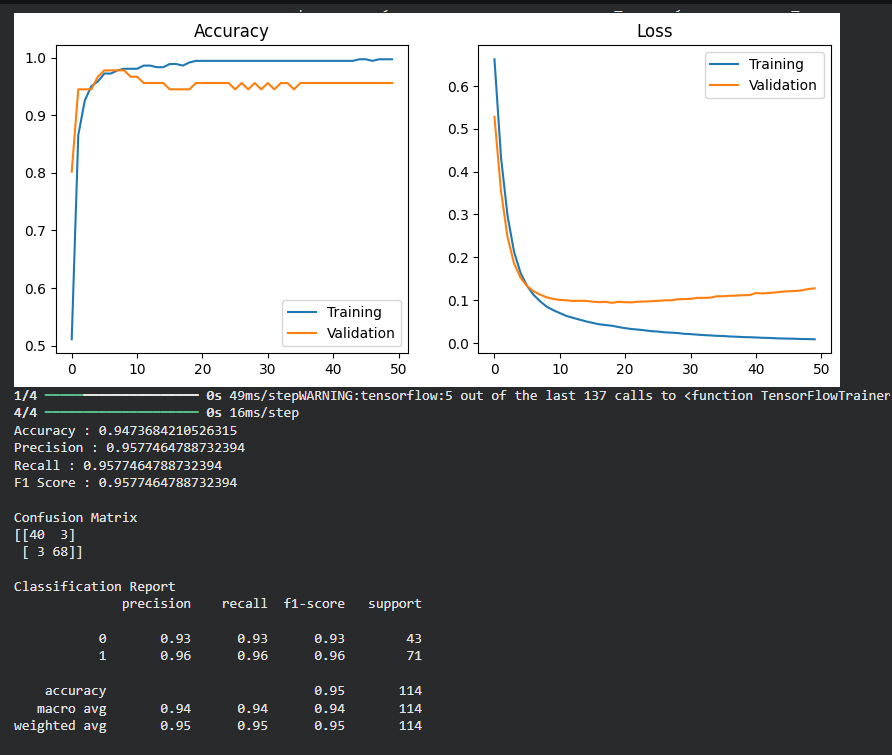 Accuracy
1.0
0.9
0.8
0.7
0.6
0.5
0 10 20 30 40 50
Training
Validation
Loss
0.6
0.5
0.4
0.3
0.2
0.1
0.0
0 10 20 30 40 50
Training
Validation
1/4 0s 49ms/stepWARNING:tensorflow:5 out of the last 137 calls to <function TensorFlowTrainer
4/4 0s 16ms/step
Accuracy : 0.9473684210526315
Precision : 0.9577464788732394
Recall : 0.9577464788732394
F1 Score : 0.9577464788732394
Confusion Matrix
[[40  3]
 [ 3 68]]
Classification Report
precision recall f1-score support
0 0.93 0.93 0.93 43
1 0.96 0.96 0.96 71
accuracy 0.95 114
macro avg 0.94 0.94 0.94 114
weighted avg 0.95 0.95 0.95 114